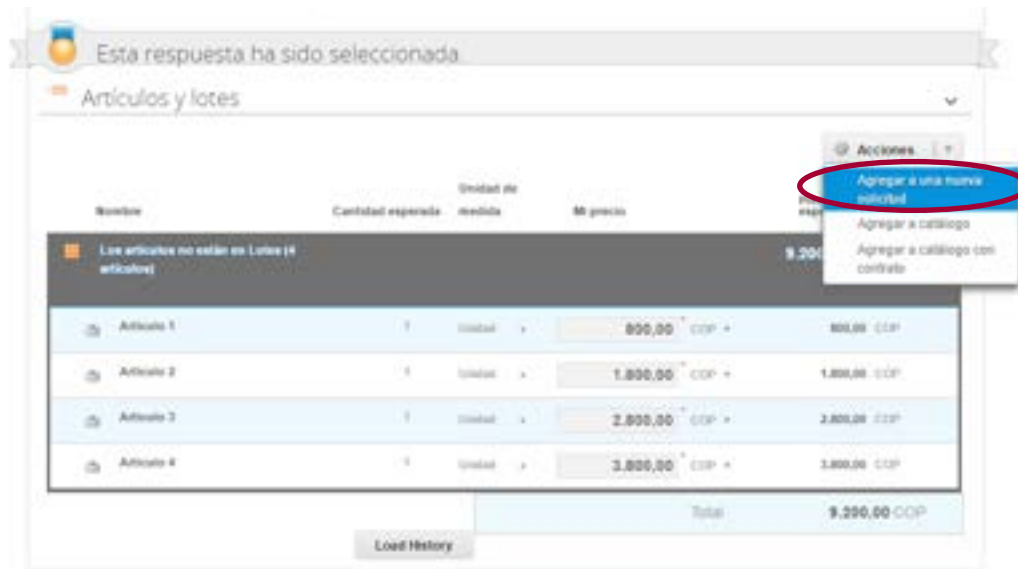 Esta respuesta ha sido seleccionada.
Artículos y lotes
Acciones
Agregar a una nueva
solicitud
Agregar a catálogo
Agregar a catálogo con
contrato
Nombre
Cantidad esperada
Unidad de
medida
Mi precio
Los artículos no están en Lotes (4
artículos)
9.200
Artículo 1 1 Unidad 800,00 * COP 800,00 COP
Artículo 2 1 Unidad 1.800,00 * COP 1.800,00 COP
Artículo 3 1 Unidad 2.800,00 * COP 2.800,00 COP
Artículo 4 1 Unidad 3.800,00 * COP 3.800,00 COP
Total 9.200,00 COP
Load History